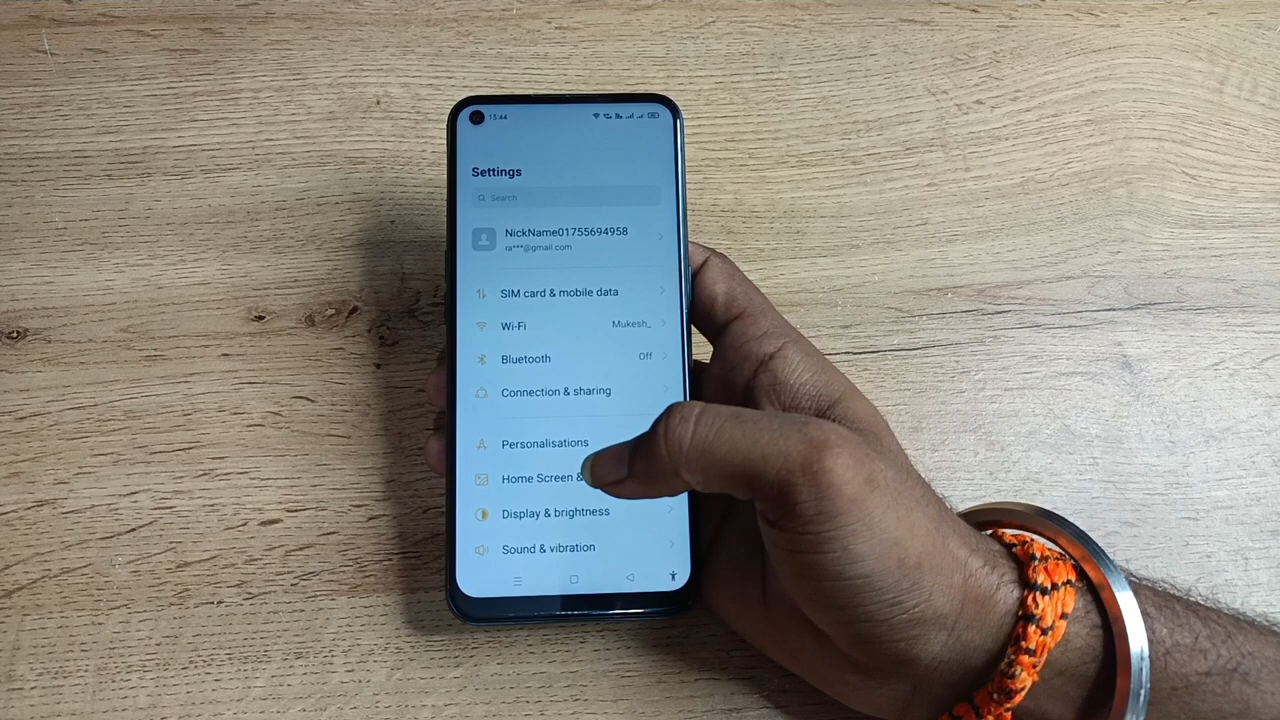 15:44
Settings
Search
NickName01755694958
ra***@gmail.com
SIM card & mobile data
Wi-Fi Mukesh_
Bluetooth Off
Connection & sharing
Personalisations
Home Screen &
Display & brightness
Sound & vibration